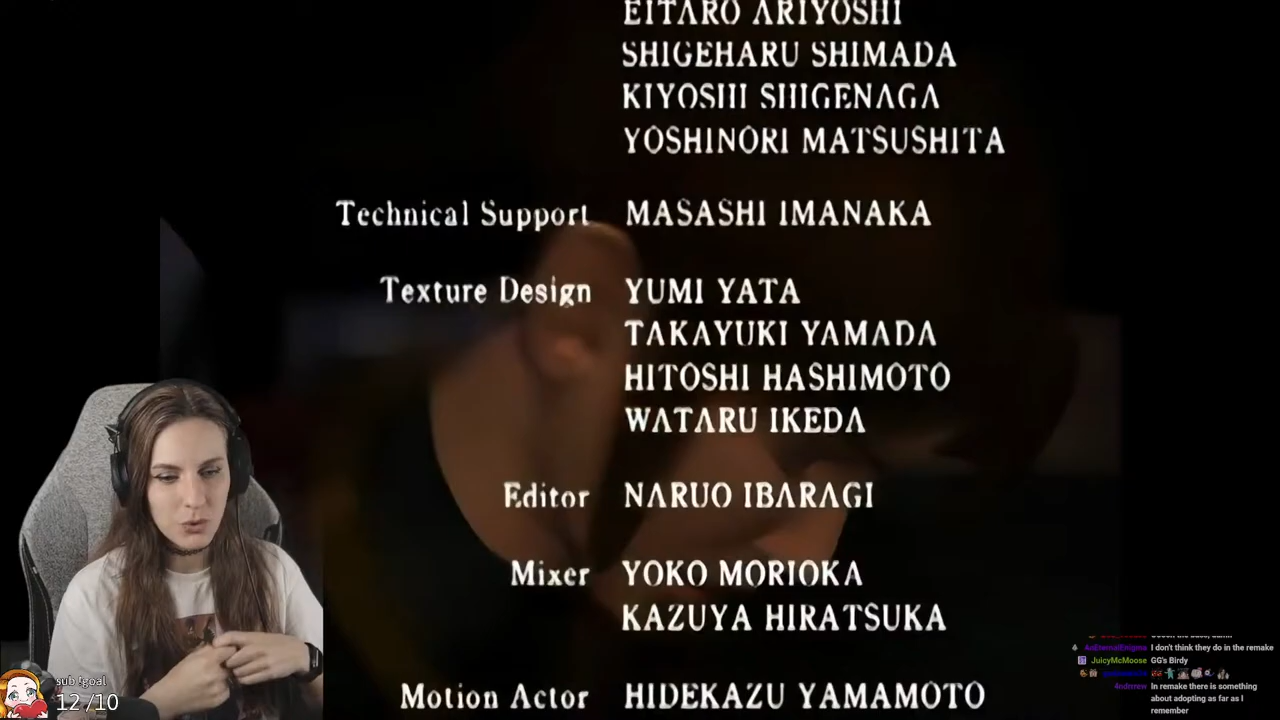 EITARO ARIYOSHI
SHIGEHARU SHIMADA
KIYOSHI SHIGENAGA
YOSHINORI MATSUSHITA
Technical Support MASASHI IMANAKA
Texture Design YUMI YATA
TAKAYUKI YAMADA
HITOSHI HASHIMOTO
WATARU IKEDA
Editor NARUO IBARAGI
Mixer YOKO MORIOKA
KAZUYA HIRATSUKA
Motion Actor HIDEKAZU YAMAMOTO
sub !goal
12/10
AnEternalEnigma I don't think they do in the remake
JuicyMcMoose GG's Birdy
4ndrrew In remake there is something
about adopting as far as I
remember